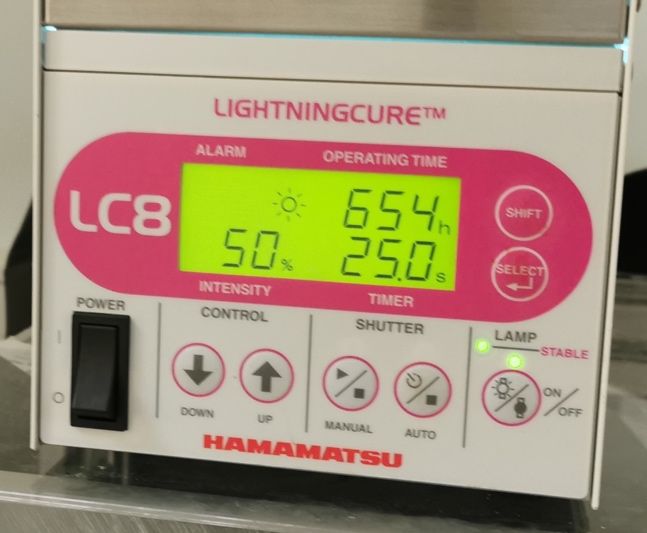 LIGHTNINGCURE™
ALARM OPERATING TIME
LC8
654h
50% 25.0s
INTENSITY TIMER
SHIFT
SELECT
POWER
CONTROL
DOWN UP
SHUTTER
MANUAL AUTO
LAMP
STABLE
ON/OFF
HAMAMATSU